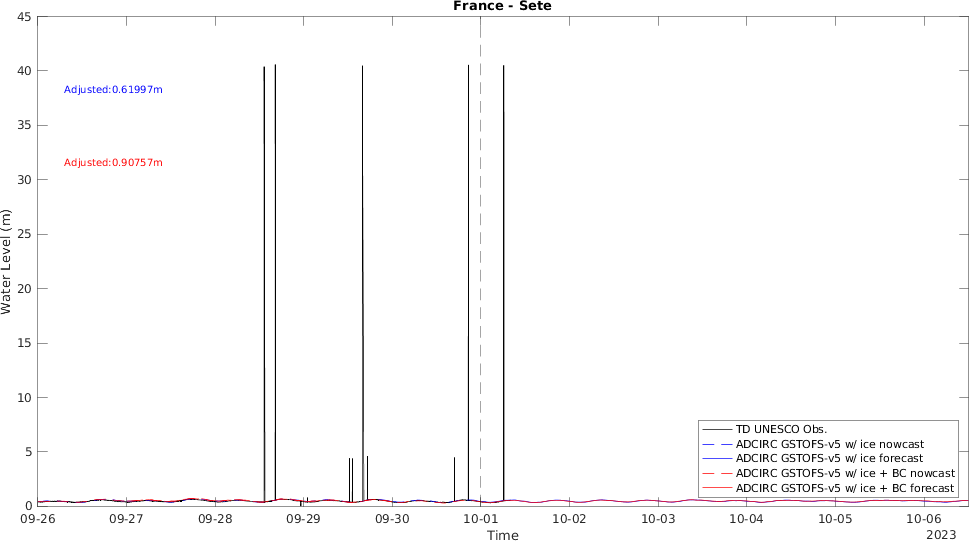 France - Sete
45
40
35
30
25
20
15
10
5
0
Water Level (m)
Adjusted:0.61997m
Adjusted:0.90757m
TD UNESCO Obs.
ADCIRC GSTOFS-v5 w/ ice nowcast
ADCIRC GSTOFS-v5 w/ ice forecast
ADCIRC GSTOFS-v5 w/ ice + BC nowcast
ADCIRC GSTOFS-v5 w/ ice + BC forecast
09-26 09-27 09-28 09-29 09-30 10-01 10-02 10-03 10-04 10-05 10-06
2023
Time